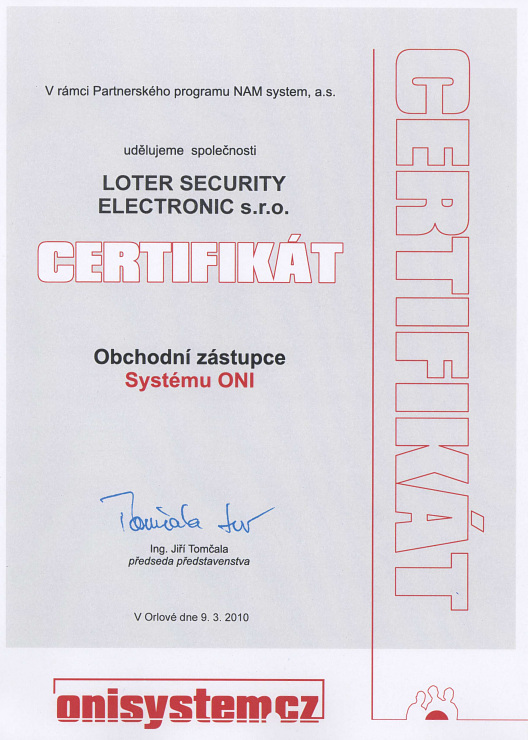 V rámci Partnerského programu NAM system, a.s.
udělujeme společnosti
LOTER SECURITY
ELECTRONIC s.r.o.
CERTIFIKÁT
Obchodní zástupce
Systému ONI
Ing. Jiří Tomčala
předseda představenstva
V Orlové dne 9. 3. 2010
onisystem.cz
CERTIFIKÁT